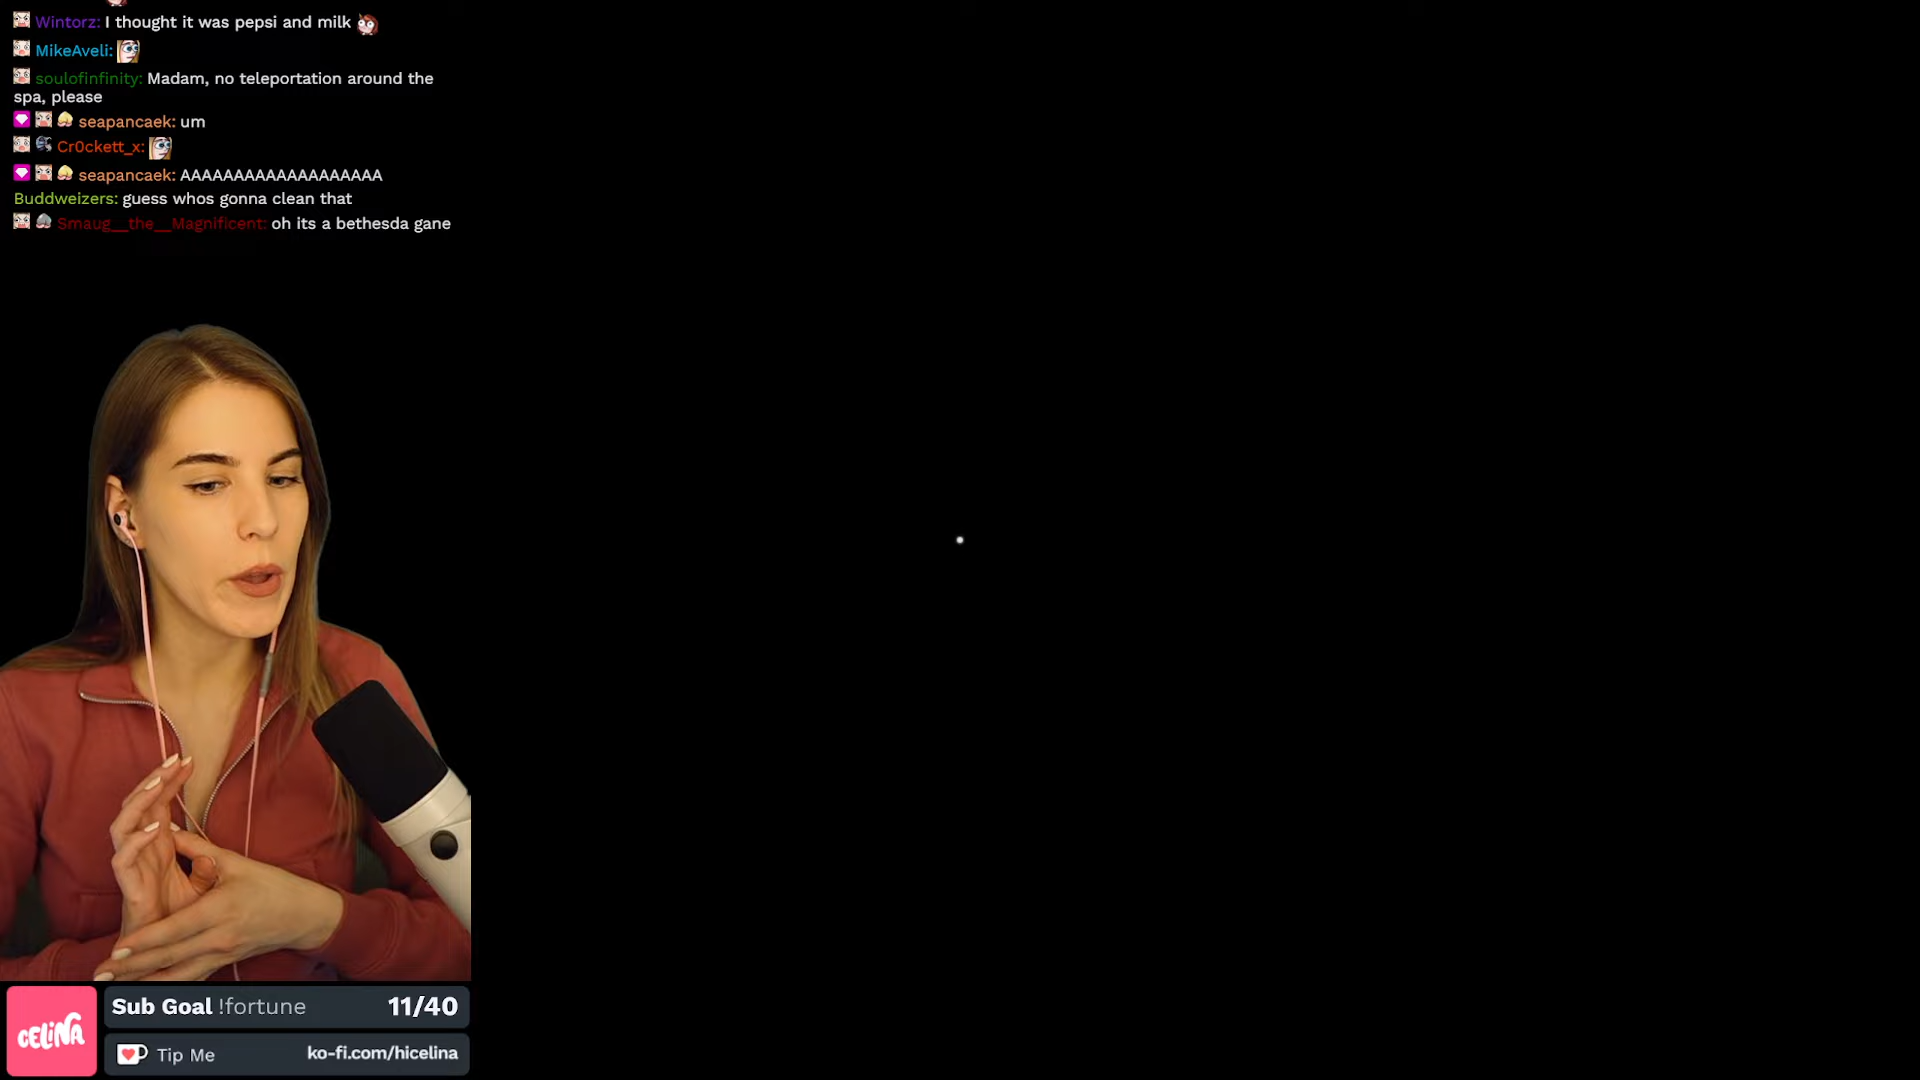 Wintorz: I thought it was pepsi and milk
MikeAveli:
soulofinfinity: Madam, no teleportation around the
spa, please
seapancaek: um
Cr0ckett_x:
seapancaek: AAAAAAAAAAAAAAAAAAA
Buddweizers: guess whos gonna clean that
Smaug__the__Magnificent: oh its a bethesda gane
CELINA
Sub Goal !fortune 11/40
Tip Me ko-fi.com/hicelina